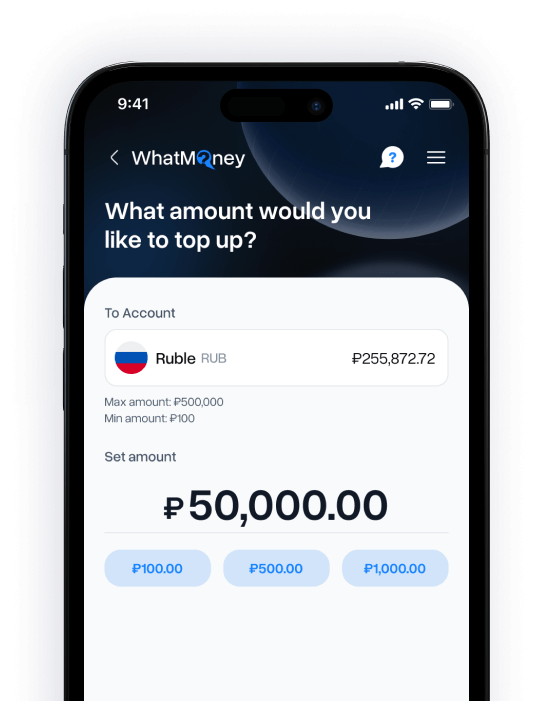 9:41
WhatMoney
?
What amount would you
like to top up?
To Account
Ruble RUB ₽255,872.72
Max amount: ₽500,000
Min amount: ₽100
Set amount
₽50,000.00
₽100.00 ₽500.00 ₽1,000.00